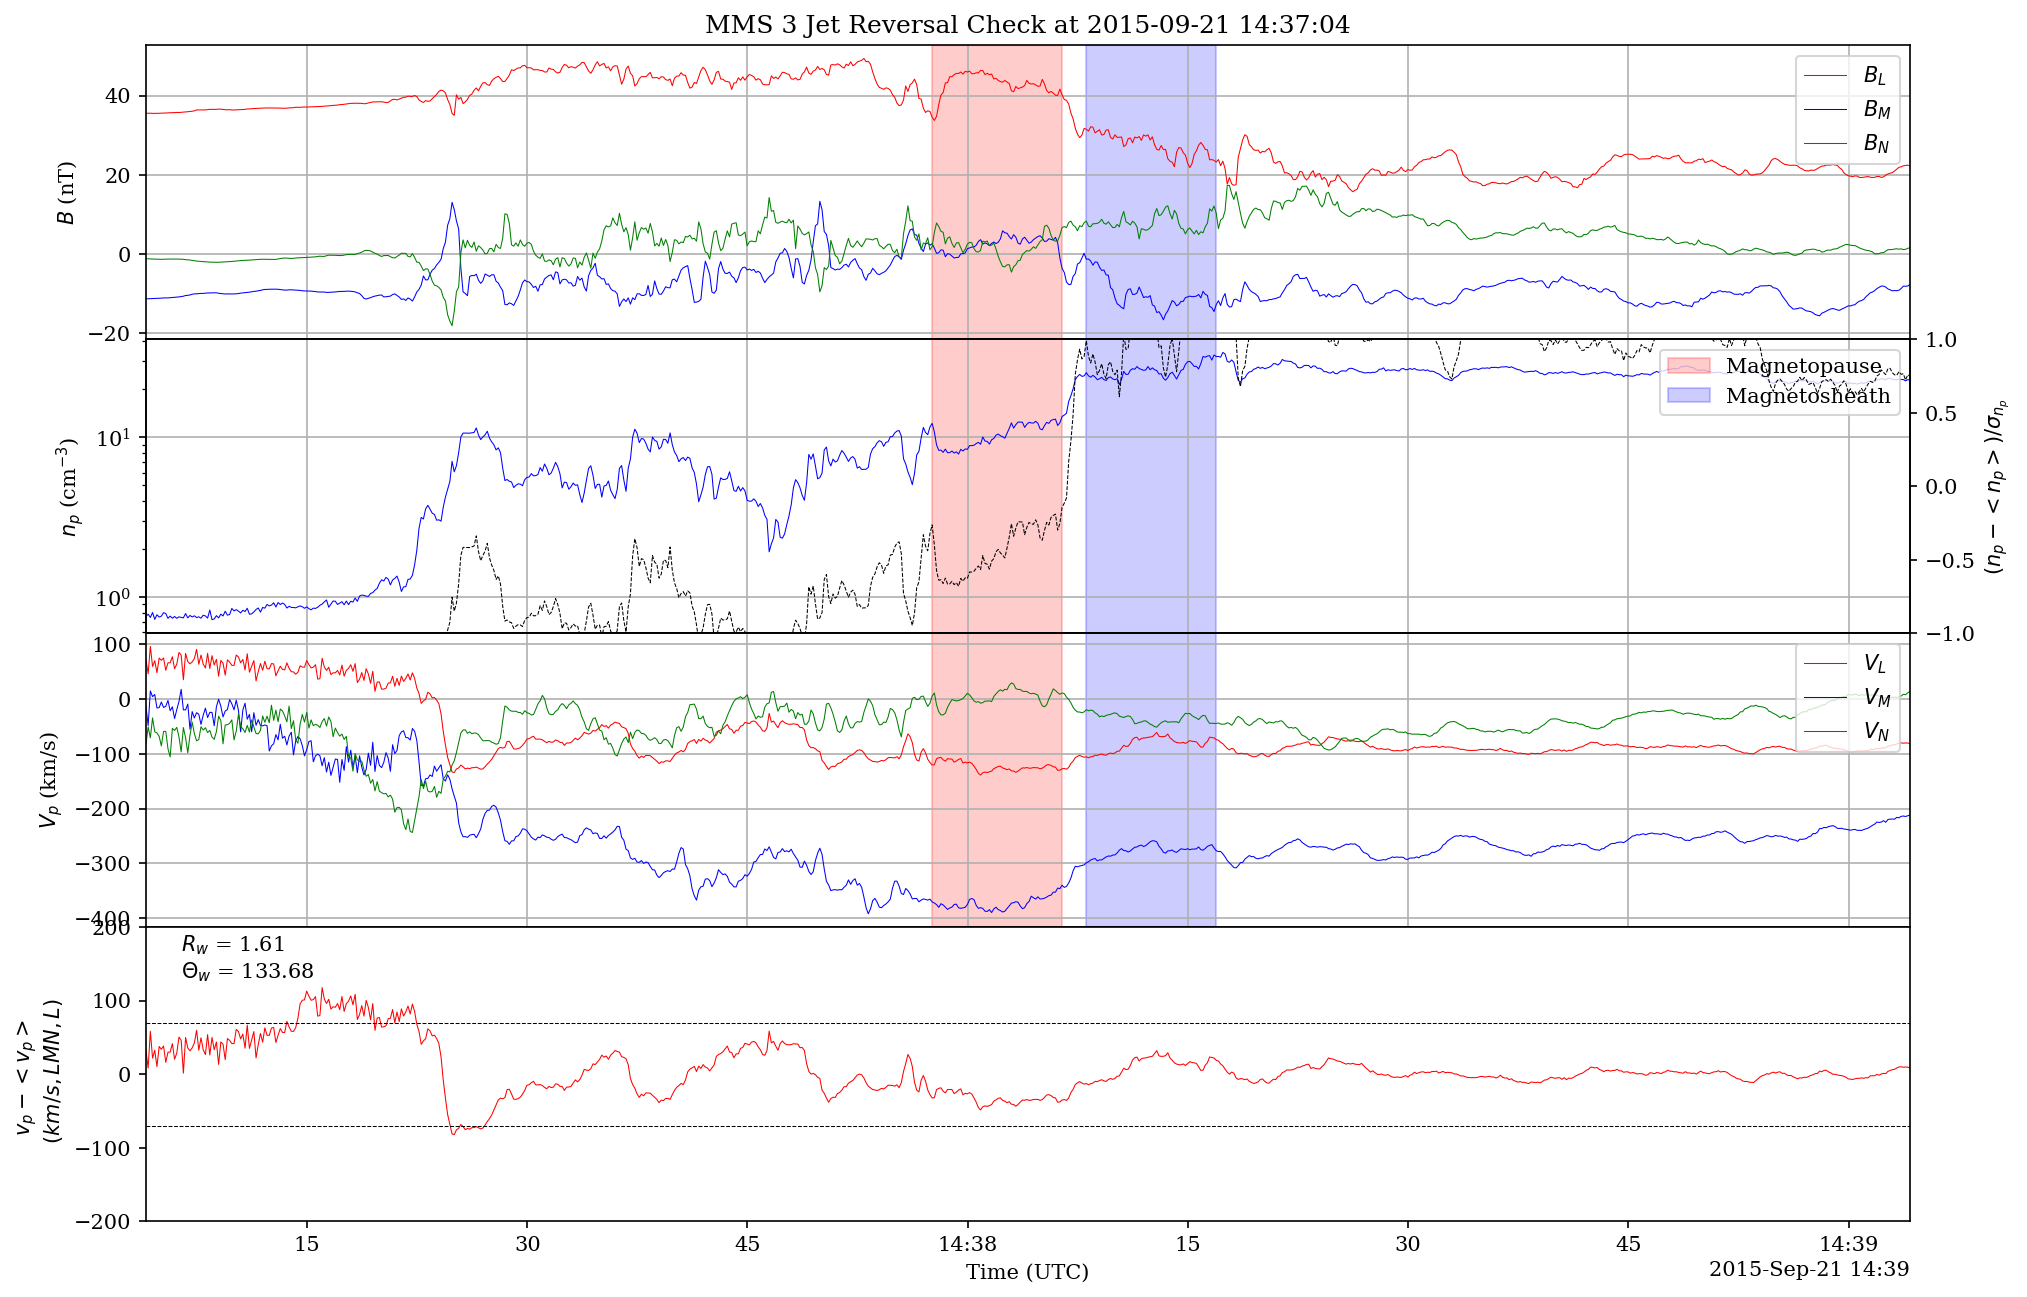 MMS 3 Jet Reversal Check at 2015-09-21 14:37:04
40
20
0
−20
B (nT)
B_L
B_M
B_N
10^1
10^0
n_p (cm^−3)
1.0
0.5
0.0
−0.5
−1.0
(n_p − < n_p >)/σ_{n_p}
Magnetopause
Magnetosheath
100
0
−100
−200
−300
−400
V_p (km/s)
V_L
V_M
V_N
200
100
0
−100
−200
v_p − < v_p >
(km/s, LMN, L)
R_w = 1.61
Θ_w = 133.68
15 30 45 14:38 15 30 45 14:39
Time (UTC)
2015-Sep-21 14:39